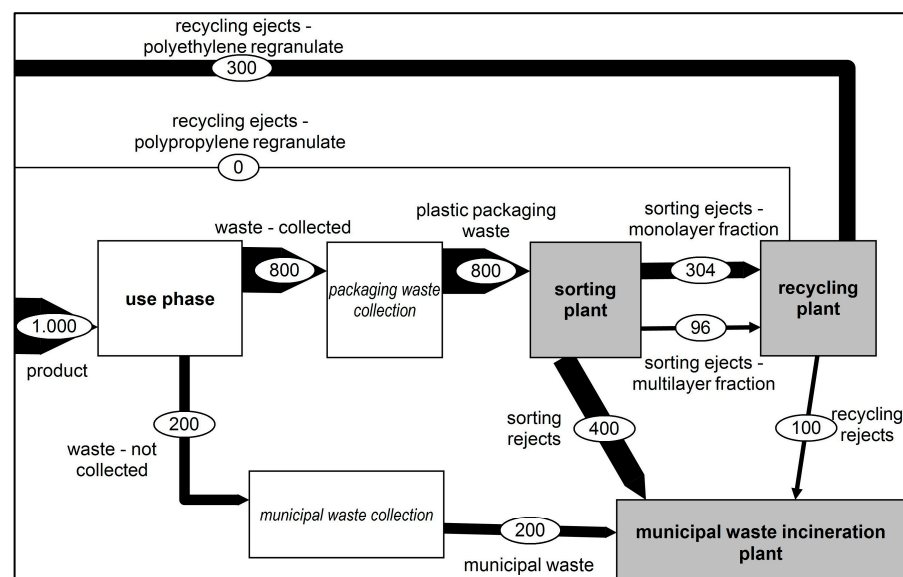 recycling ejects -
polyethylene regranulate
300
recycling ejects -
polypropylene regranulate
0
waste - collected
800
plastic packaging
waste
800
sorting ejects -
monolayer fraction
304
use phase
packaging waste
collection
sorting
plant
recycling
plant
1.000
product
96
sorting ejects -
multilayer fraction
200
waste - not
collected
sorting
rejects
400
100
recycling
rejects
municipal waste collection
200
municipal waste
municipal waste incineration
plant